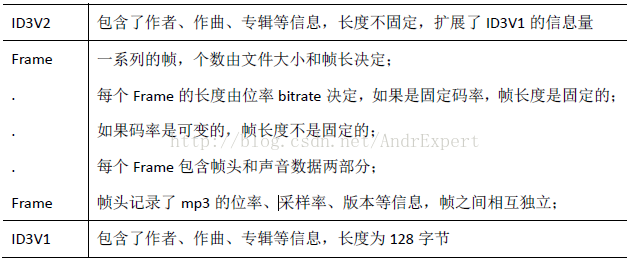 ID3V2 包含了作者、作曲、专辑等信息，长度不固定，扩展了 ID3V1 的信息量
Frame 一系列的帧，个数由文件大小和帧长决定；
. 每个 Frame 的长度由位率 bitrate 决定，如果是固定码率，帧长度是固定的；
. 如果码率是可变的，帧长度不是固定的；
http://blog.csdn.net/AndrExpert
. 每个 Frame 包含帧头和声音数据两部分；
Frame 帧头记录了 mp3 的位率、采样率、版本等信息，帧之间相互独立；
ID3V1 包含了作者、作曲、专辑等信息，长度为 128 字节